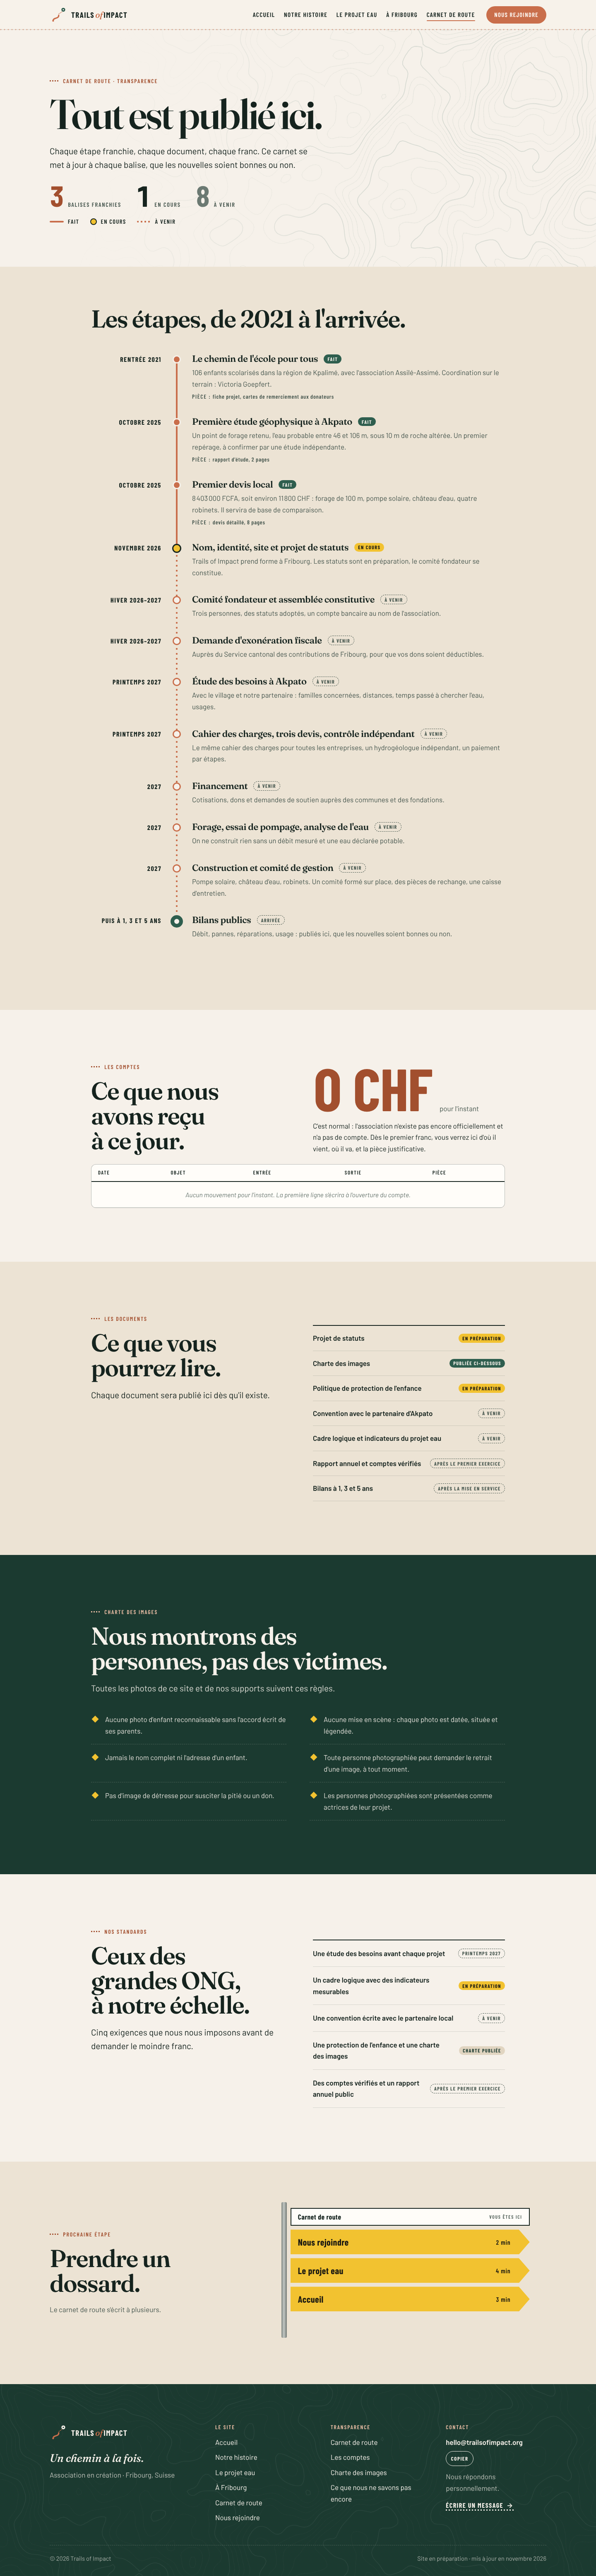 TRAILS of IMPACT
ACCUEIL
NOTRE HISTOIRE
LE PROJET EAU
À FRIBOURG
CARNET DE ROUTE
NOUS REJOINDRE
CARNET DE ROUTE · TRANSPARENCE
Tout est publié ici.
Chaque étape franchie, chaque document, chaque franc. Ce carnet se
met à jour à chaque balise, que les nouvelles soient bonnes ou non.
3 BALISES FRANCHIES
1 EN COURS
8 À VENIR
FAIT
EN COURS
À VENIR
Les étapes, de 2021 à l'arrivée.
RENTRÉE 2021
Le chemin de l'école pour tous FAIT
106 enfants scolarisés dans la région de Kpalimé, avec l'association Assilé-Assimé. Coordination sur le
terrain : Victoria Goepfert.
PIÈCE : fiche projet, cartes de remerciement aux donateurs
OCTOBRE 2025
Première étude géophysique à Akpato FAIT
Un point de forage retenu, l'eau probable entre 46 et 106 m, sous 10 m de roche altérée. Un premier
repérage, à confirmer par une étude indépendante.
PIÈCE : rapport d'étude, 2 pages
OCTOBRE 2025
Premier devis local FAIT
8 403 000 FCFA, soit environ 11 800 CHF : forage de 100 m, pompe solaire, château d'eau, quatre
robinets. Il servira de base de comparaison.
PIÈCE : devis détaillé, 8 pages
NOVEMBRE 2026
Nom, identité, site et projet de statuts EN COURS
Trails of Impact prend forme à Fribourg. Les statuts sont en préparation, le comité fondateur se
constitue.
HIVER 2026-2027
Comité fondateur et assemblée constitutive À VENIR
Trois personnes, des statuts adoptés, un compte bancaire au nom de l'association.
HIVER 2026-2027
Demande d'exonération fiscale À VENIR
Auprès du Service cantonal des contributions de Fribourg, pour que vos dons soient déductibles.
PRINTEMPS 2027
Étude des besoins à Akpato À VENIR
Avec le village et notre partenaire : familles concernées, distances, temps passé à chercher l'eau,
usages.
PRINTEMPS 2027
Cahier des charges, trois devis, contrôle indépendant À VENIR
Le même cahier des charges pour toutes les entreprises, un hydrogéologue indépendant, un paiement
par étapes.
2027
Financement À VENIR
Cotisations, dons et demandes de soutien auprès des communes et des fondations.
2027
Forage, essai de pompage, analyse de l'eau À VENIR
On ne construit rien sans un débit mesuré et une eau déclarée potable.
2027
Construction et comité de gestion À VENIR
Pompe solaire, château d'eau, robinets. Un comité formé sur place, des pièces de rechange, une caisse
d'entretien.
PUIS À 1, 3 ET 5 ANS
Bilans publics ARRIVÉE
Débit, pannes, réparations, usage : publiés ici, que les nouvelles soient bonnes ou non.
LES COMPTES
Ce que nous
avons reçu
à ce jour.
0 CHF pour l'instant
C'est normal : l'association n'existe pas encore officiellement et
n'a pas de compte. Dès le premier franc, vous verrez ici d'où il
vient, où il va, et la pièce justificative.
DATE OBJET ENTRÉE SORTIE PIÈCE
Aucun mouvement pour l'instant. La première ligne s'écrira à l'ouverture du compte.
LES DOCUMENTS
Ce que vous
pourrez lire.
Chaque document sera publié ici dès qu'il existe.
Projet de statuts EN PRÉPARATION
Charte des images PUBLIÉE CI-DESSOUS
Politique de protection de l'enfance EN PRÉPARATION
Convention avec le partenaire d'Akpato À VENIR
Cadre logique et indicateurs du projet eau À VENIR
Rapport annuel et comptes vérifiés APRÈS LE PREMIER EXERCICE
Bilans à 1, 3 et 5 ans APRÈS LA MISE EN SERVICE
CHARTE DES IMAGES
Nous montrons des
personnes, pas des victimes.
Toutes les photos de ce site et de nos supports suivent ces règles.
Aucune photo d'enfant reconnaissable sans l'accord écrit de
ses parents.
Aucune mise en scène : chaque photo est datée, située et
légendée.
Jamais le nom complet ni l'adresse d'un enfant.
Toute personne photographiée peut demander le retrait
d'une image, à tout moment.
Pas d'image de détresse pour susciter la pitié ou un don.
Les personnes photographiées sont présentées comme
actrices de leur projet.
NOS STANDARDS
Ceux des
grandes ONG,
à notre échelle.
Cinq exigences que nous nous imposons avant de
demander le moindre franc.
Une étude des besoins avant chaque projet PRINTEMPS 2027
Un cadre logique avec des indicateurs
mesurables EN PRÉPARATION
Une convention écrite avec le partenaire local À VENIR
Une protection de l'enfance et une charte
des images CHARTE PUBLIÉE
Des comptes vérifiés et un rapport
annuel public APRÈS LE PREMIER EXERCICE
PROCHAINE ÉTAPE
Prendre un
dossard.
Le carnet de route s'écrit à plusieurs.
Carnet de route VOUS ÊTES ICI
Nous rejoindre 2 min
Le projet eau 4 min
Accueil 3 min
TRAILS of IMPACT
Un chemin à la fois.
Association en création · Fribourg, Suisse
LE SITE
Accueil
Notre histoire
Le projet eau
À Fribourg
Carnet de route
Nous rejoindre
TRANSPARENCE
Carnet de route
Les comptes
Charte des images
Ce que nous ne savons pas
encore
CONTACT
hello@trailsofimpact.org
COPIER
Nous répondons
personnellement.
ÉCRIRE UN MESSAGE →
© 2026 Trails of Impact
Site en préparation · mis à jour en novembre 2026